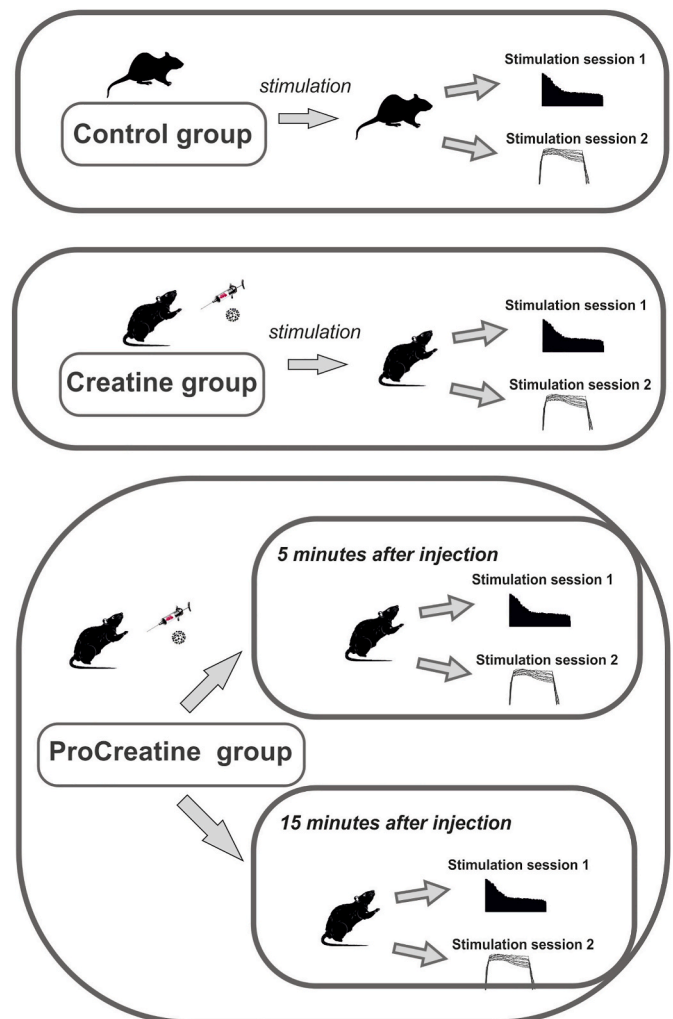 Stimulation session 1
stimulation
Control group
Stimulation session 2
Stimulation session 1
stimulation
Creatine group
Stimulation session 2
5 minutes after injection
Stimulation session 1
Stimulation session 2
ProCreatine group
15 minutes after injection
Stimulation session 1
Stimulation session 2